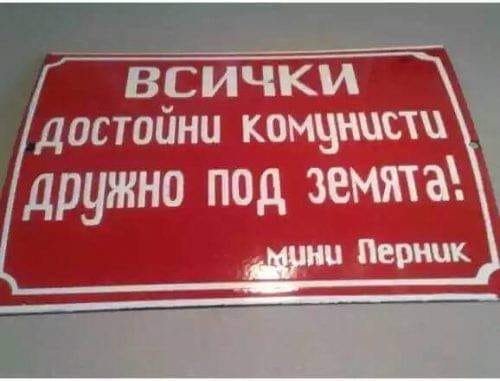 ВСИЧКИ
достойни комунисти
дружно под земята!
мини Перник